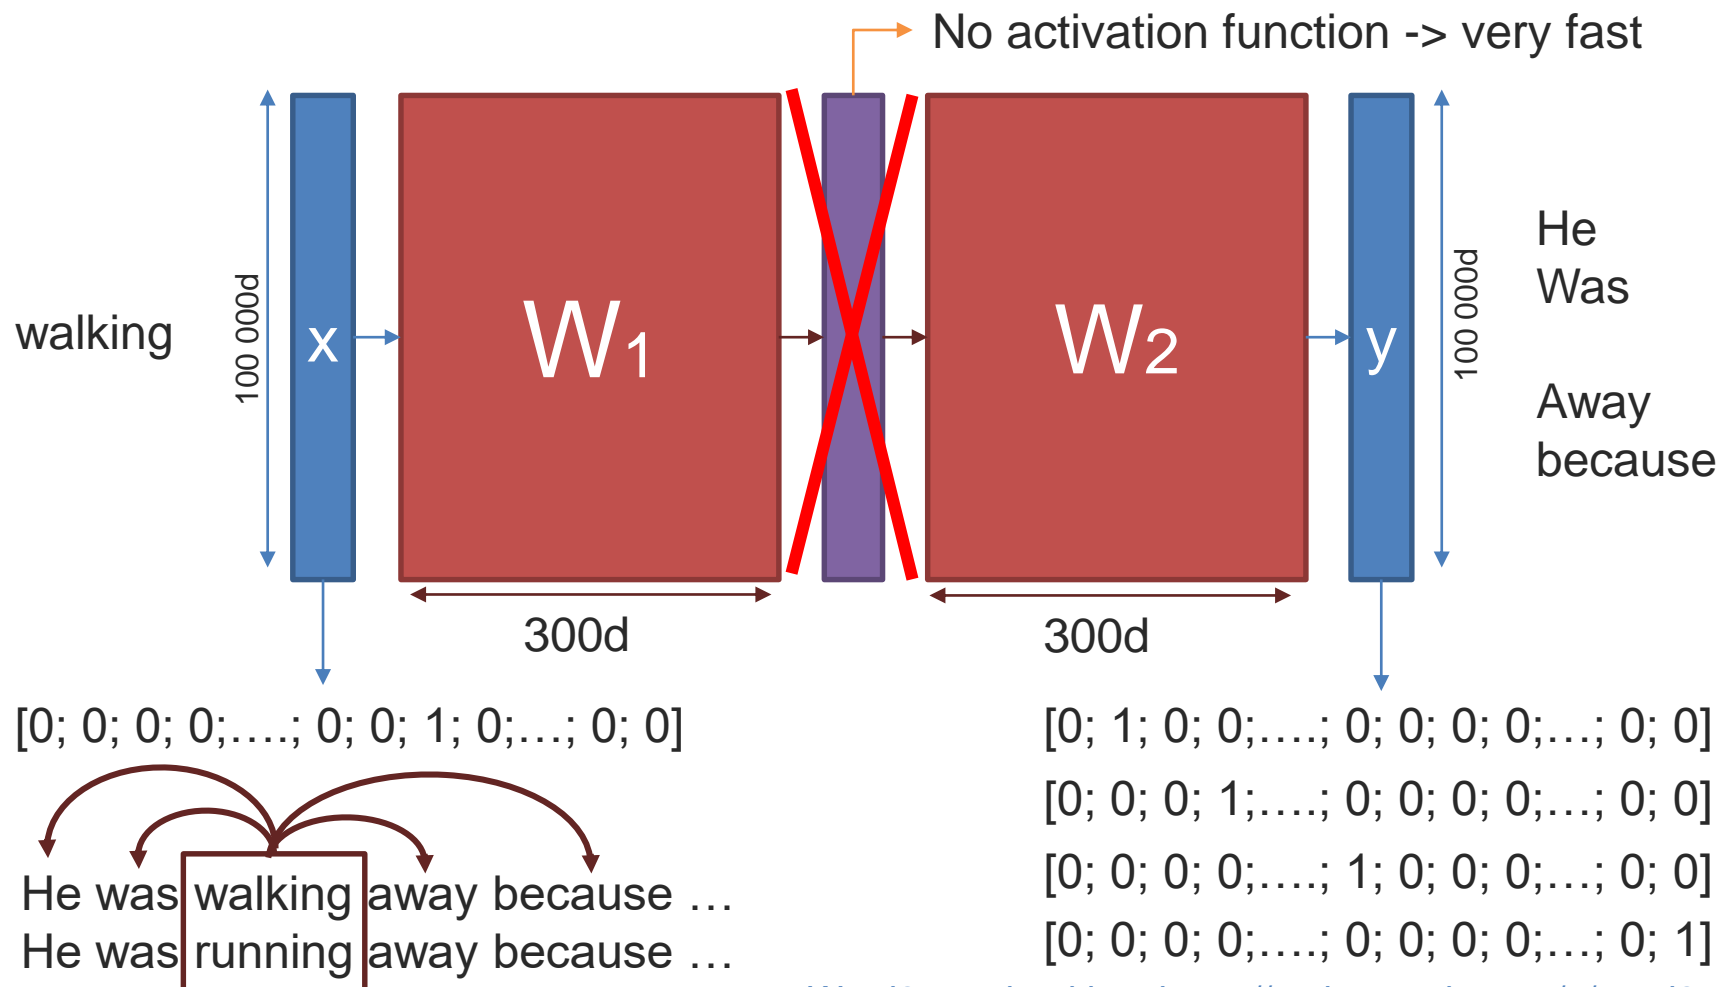 No activation function -> very fast
walking
100 000d
x
W1
W2
y
100 000d
He
Was
Away
because
300d
300d
[0; 0; 0; 0;….; 0; 0; 1; 0;…; 0; 0]
[0; 1; 0; 0;….; 0; 0; 0; 0;…; 0; 0]
[0; 0; 0; 1;….; 0; 0; 0; 0;…; 0; 0]
[0; 0; 0; 0;….; 1; 0; 0; 0;…; 0; 0]
[0; 0; 0; 0;….; 0; 0; 0; 0;…; 0; 1]
He was walking away because …
He was running away because …